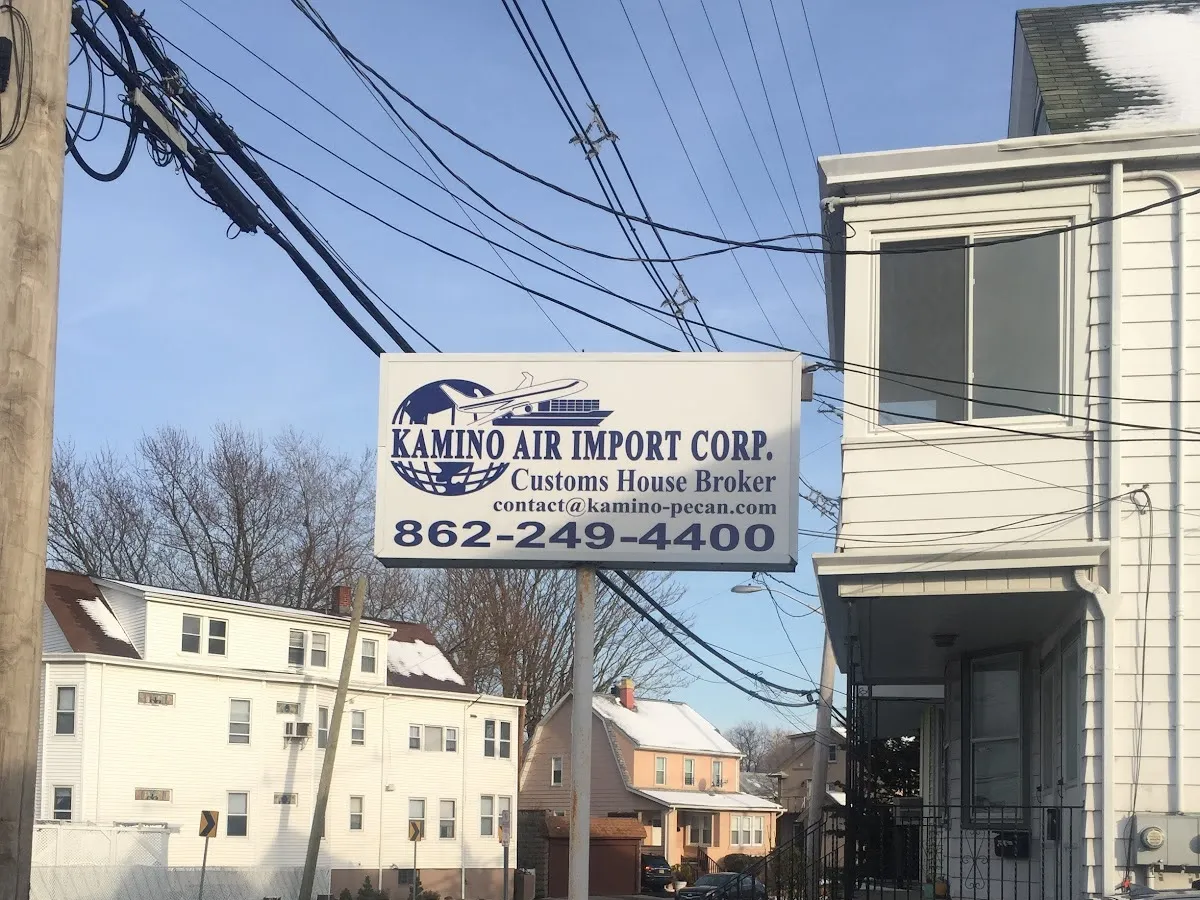 KAMINO AIR IMPORT CORP.
Customs House Broker
contact@kamino-pecan.com
862-249-4400